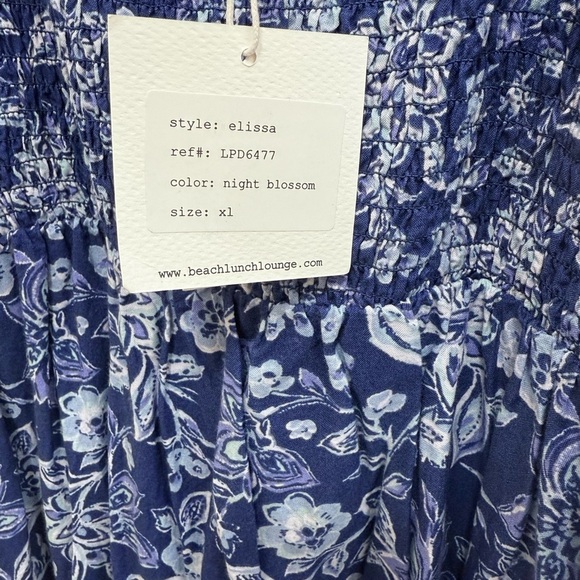 style: elissa
ref#: LPD6477
color: night blossom
size: xl
www.beachlunchlounge.com